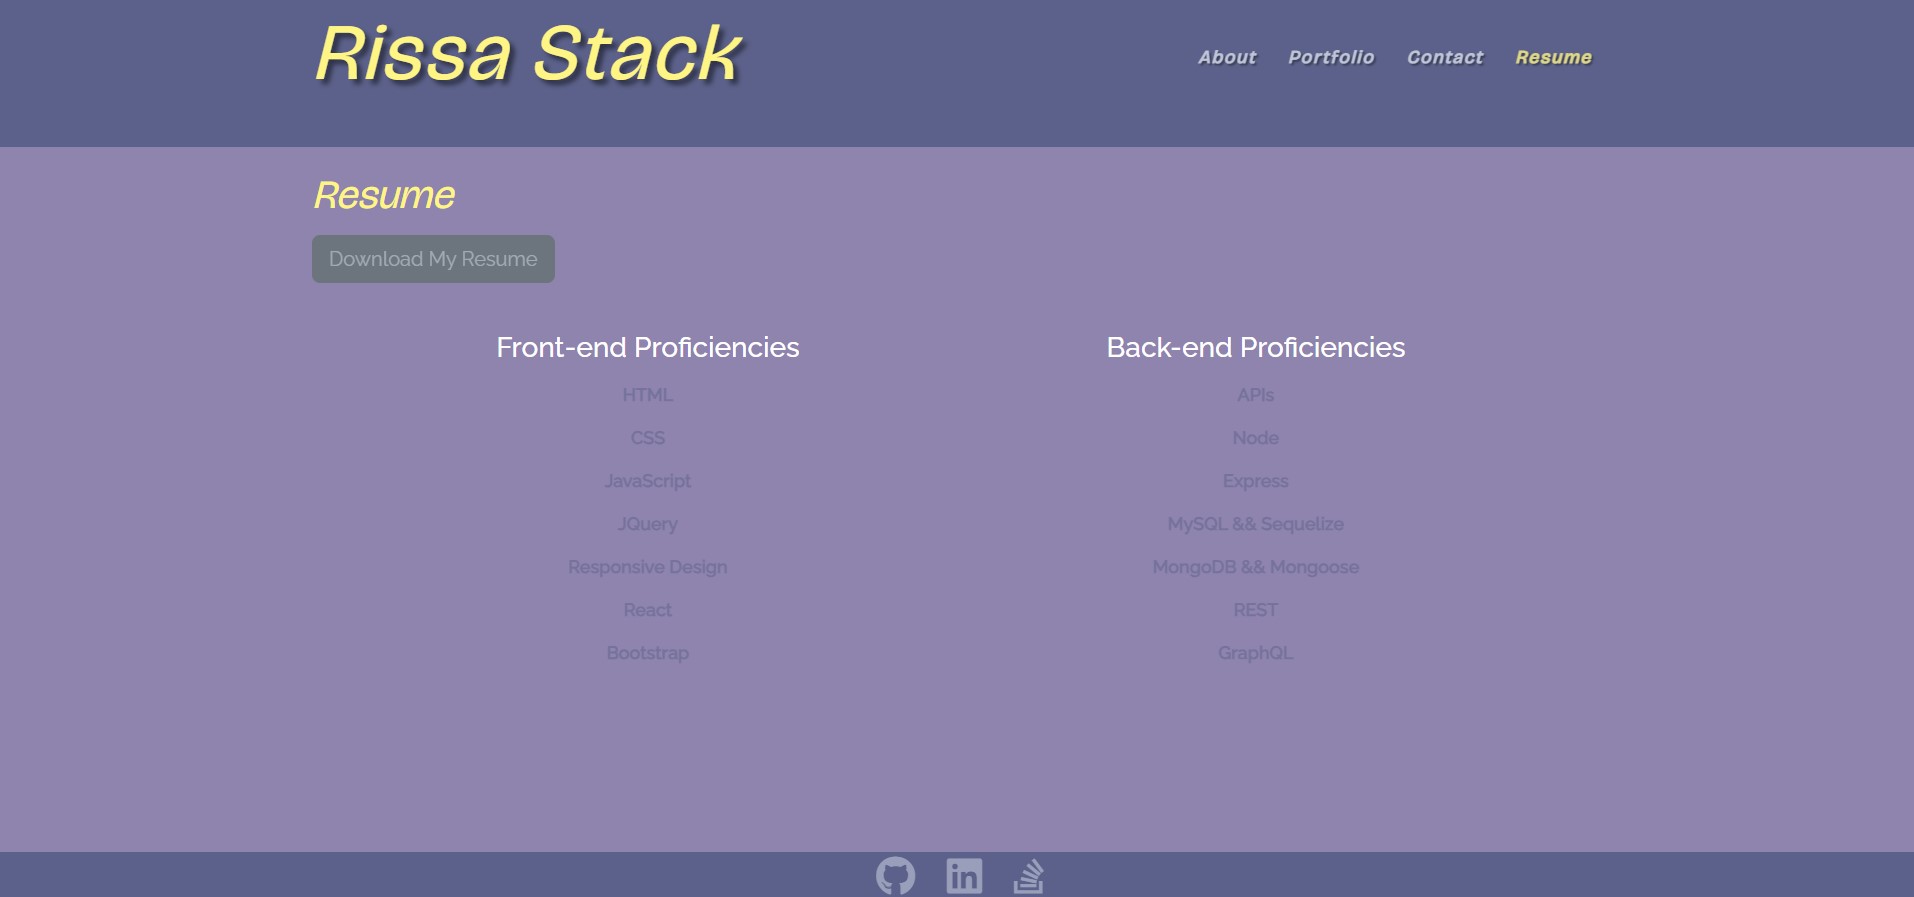 Rissa Stack
About Portfolio Contact Resume
Resume
Download My Resume
Front-end Proficiencies
HTML
CSS
JavaScript
JQuery
Responsive Design
React
Bootstrap
Back-end Proficiencies
APIs
Node
Express
MySQL && Sequelize
MongoDB && Mongoose
REST
GraphQL
in